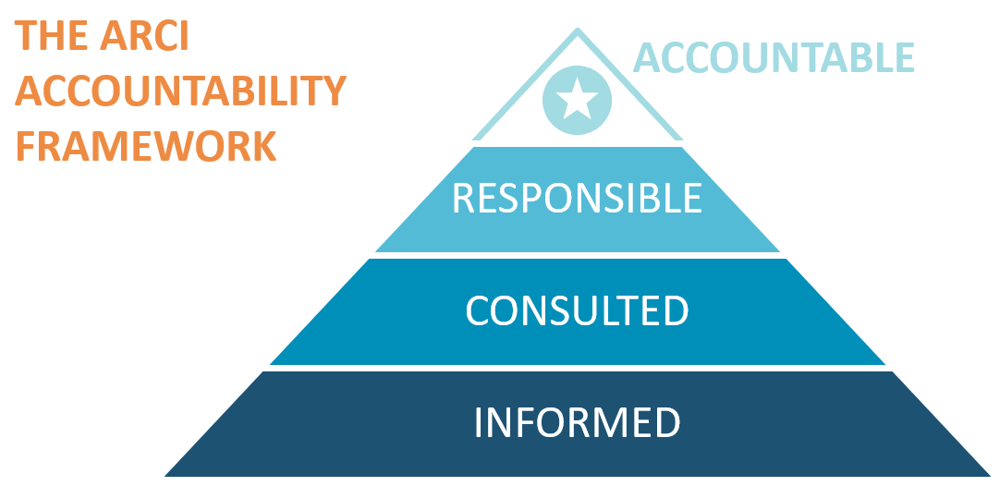 THE ARCI
ACCOUNTABILITY
FRAMEWORK
ACCOUNTABLE
RESPONSIBLE
CONSULTED
INFORMED